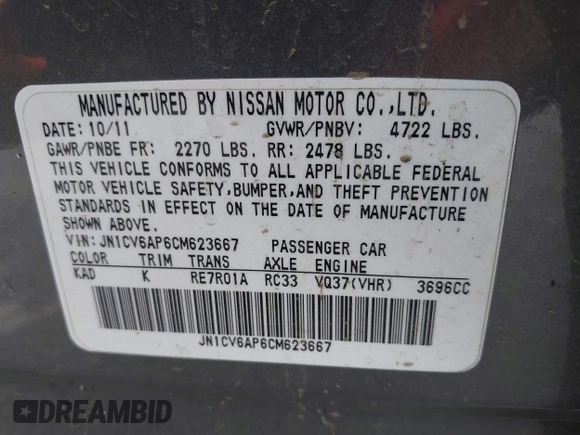 MANUFACTURED BY NISSAN MOTOR CO.,LTD.
DATE: 10/11 GVWR/PNBV: 4722 LBS.
GAWR/PNBE FR: 2270 LBS. RR: 2478 LBS.
THIS VEHICLE CONFORMS TO ALL APPLICABLE FEDERAL
MOTOR VEHICLE SAFETY,BUMPER,AND THEFT PREVENTION
STANDARDS IN EFFECT ON THE DATE OF MANUFACTURE
SHOWN ABOVE.
VIN: JN1CV6AP6CM623667 PASSENGER CAR
COLOR TRIM TRANS AXLE ENGINE
KAD K RE7R01A RC33 VQ37(VHR) 3696CC
JN1CV6AP6CM623667
DREAMBID